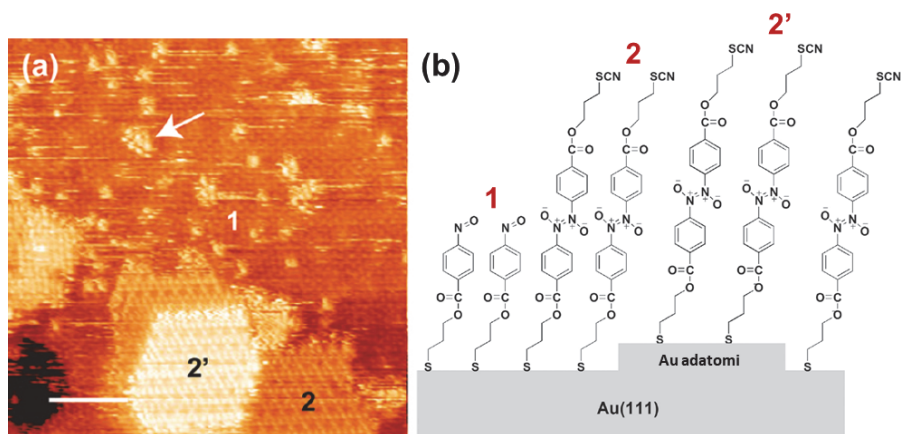 (a)
1
2’
2
(b)
2’
2
SCN SCN
SCN SCN SCN
O O
C=O C=O
O O O
C=O C=O C=O
⁻O N⁺ ⁻O N⁺
N⁺ O⁻ N⁺ O⁻
1
N=O N=O
⁻O N⁺ ⁻O N⁺ ⁻O N⁺
N⁺ O⁻ N⁺ O⁻ N⁺ O⁻
O=C O=C
O O
O=C O=C O=C O=C O=C
O O O O O
S S
S S S S S
Au adatomi
Au(111)